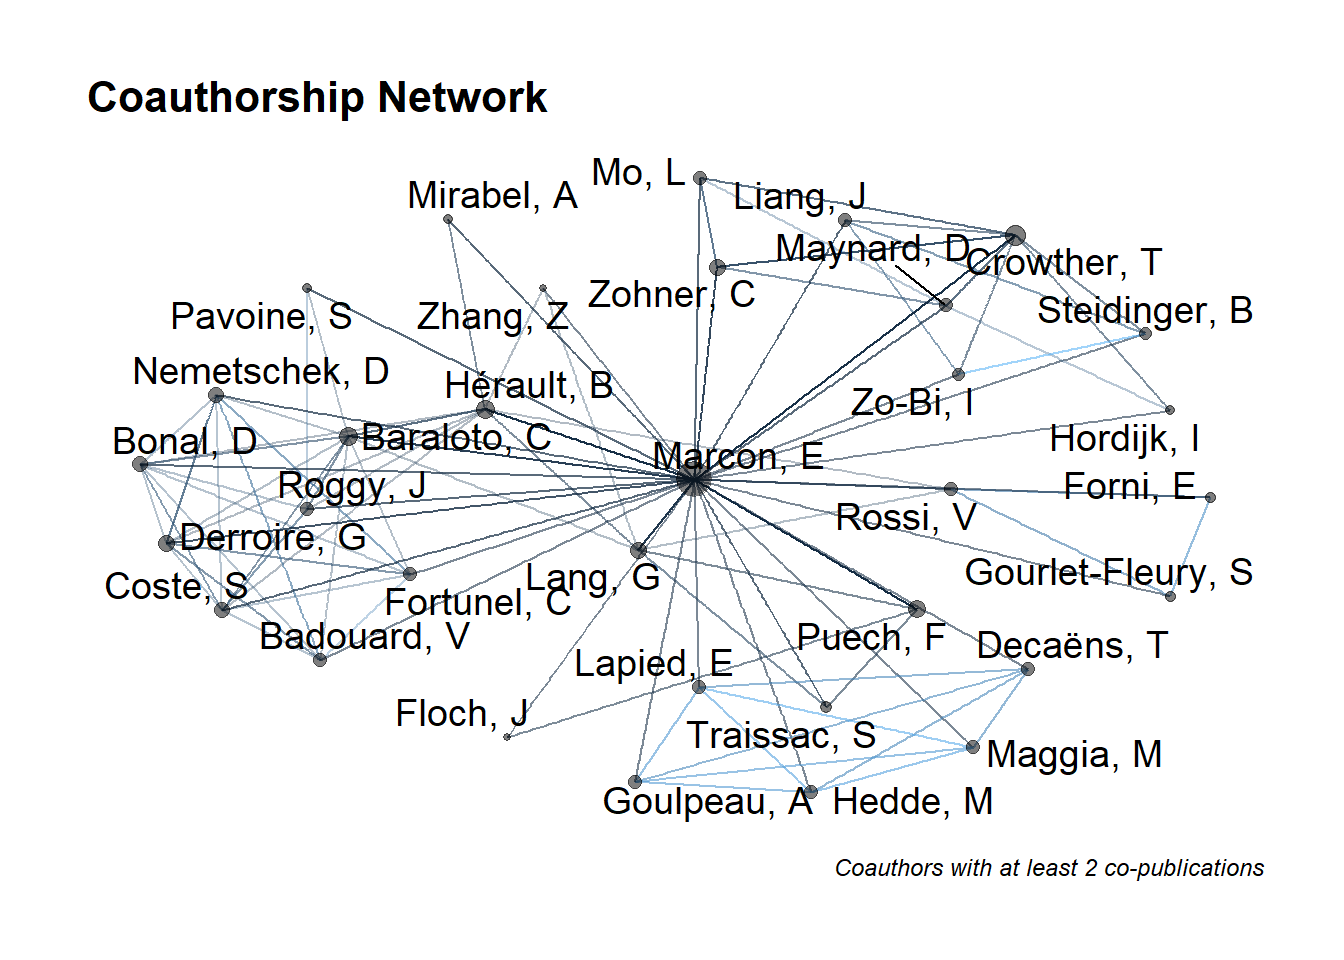 Coauthorship Network
Mo, L
Mirabel, A
Liang, J
Maynard, D
Crowther, T
Zohner, C
Steidinger, B
Pavoine, S
Zhang, Z
Nemetschek, D
Hérault, B
Zo-Bi, I
Bonal, D
Baraloto, C
Hordijk, I
Marcon, E
Roggy, J
Forni, E
Rossi, V
Derroire, G
Gourlet-Fleury, S
Coste, S
Lang, G
Fortunel, C
Badouard, V
Puech, F
Decaëns, T
Lapied, E
Floch, J
Traissac, S
Maggia, M
Goulpeau, A
Hedde, M
Coauthors with at least 2 co-publications